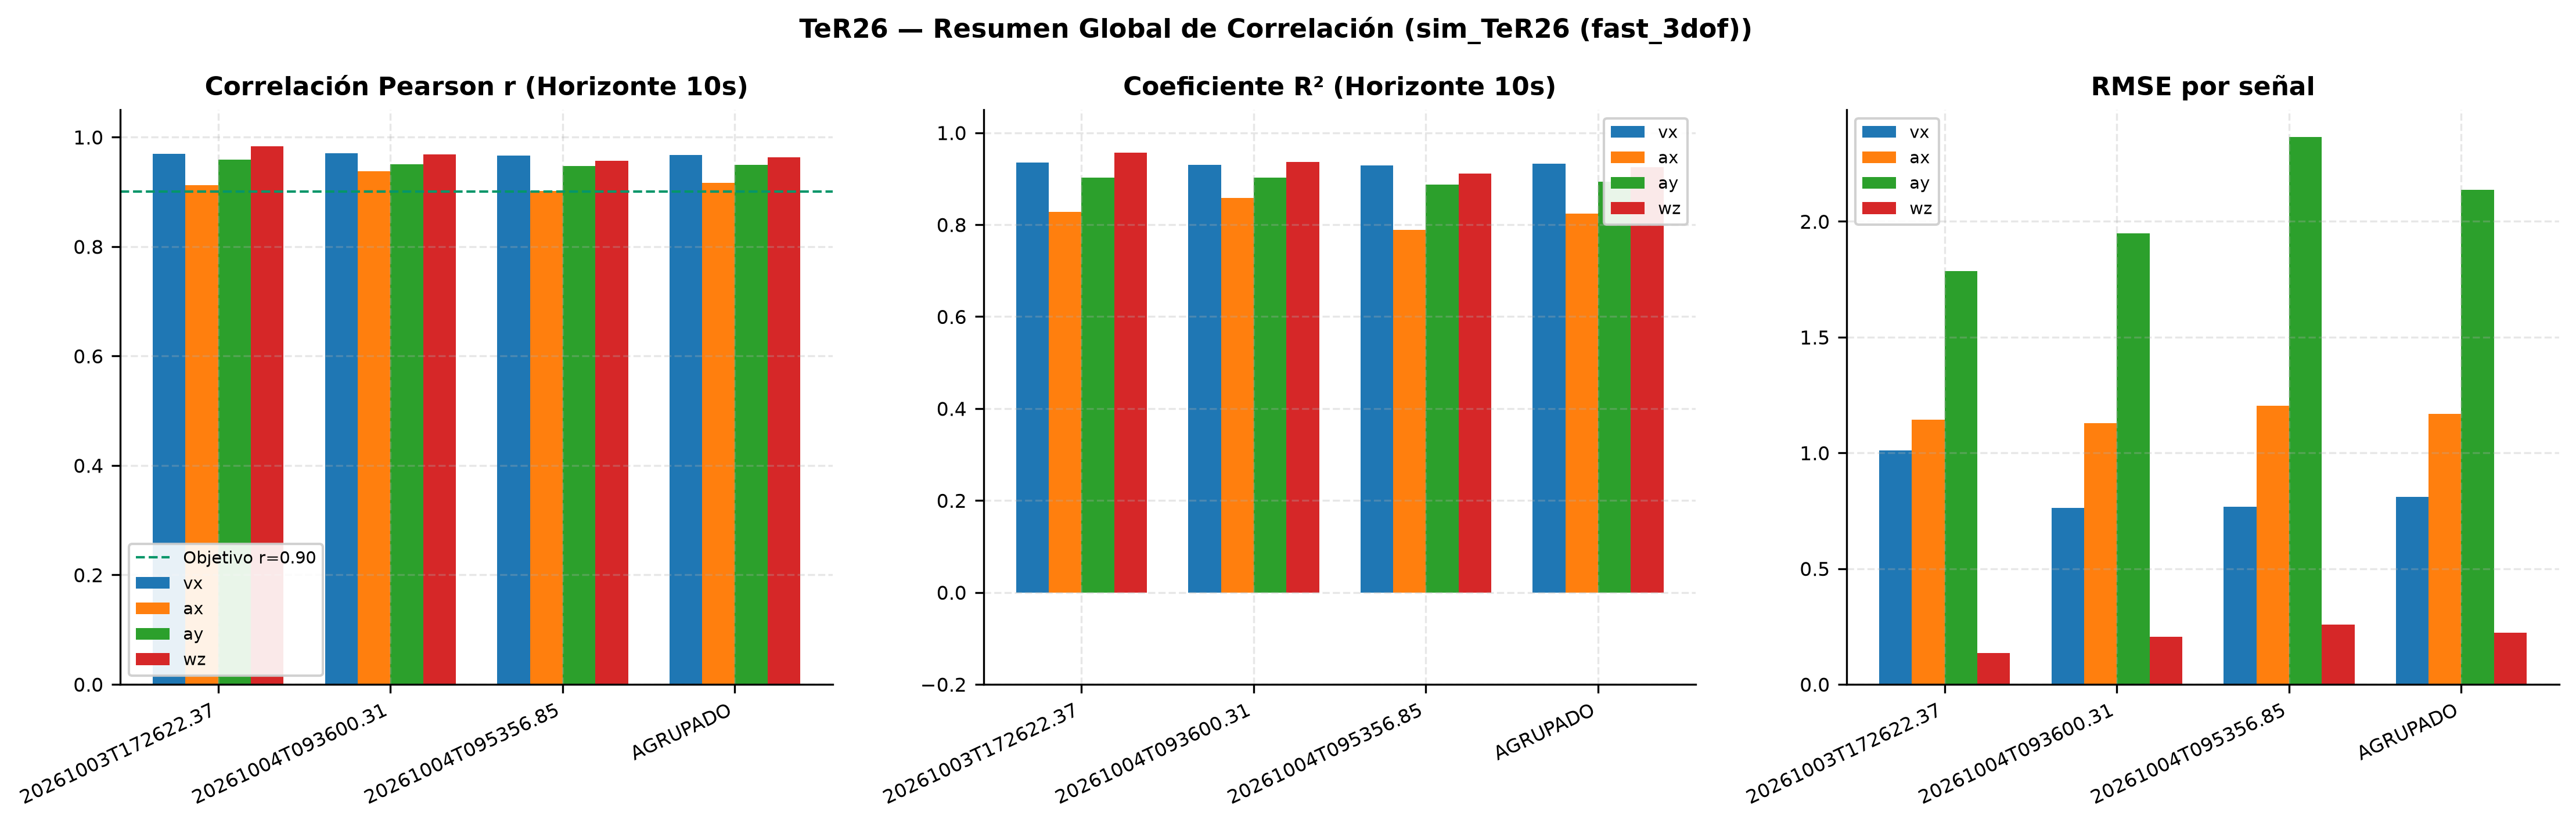 TeR26 — Resumen Global de Correlación (sim_TeR26 (fast_3dof))
Correlación Pearson r (Horizonte 10s)
1.0
0.8
0.6
0.4
0.2
0.0
Objetivo r=0.90
vx
ax
ay
wz
20261003T172622.37
20261004T093600.31
20261004T095356.85
AGRUPADO
Coeficiente R² (Horizonte 10s)
1.0
0.8
0.6
0.4
0.2
0.0
−0.2
vx
ax
ay
wz
20261003T172622.37
20261004T093600.31
20261004T095356.85
AGRUPADO
RMSE por señal
2.0
1.5
1.0
0.5
0.0
vx
ax
ay
wz
20261003T172622.37
20261004T093600.31
20261004T095356.85
AGRUPADO